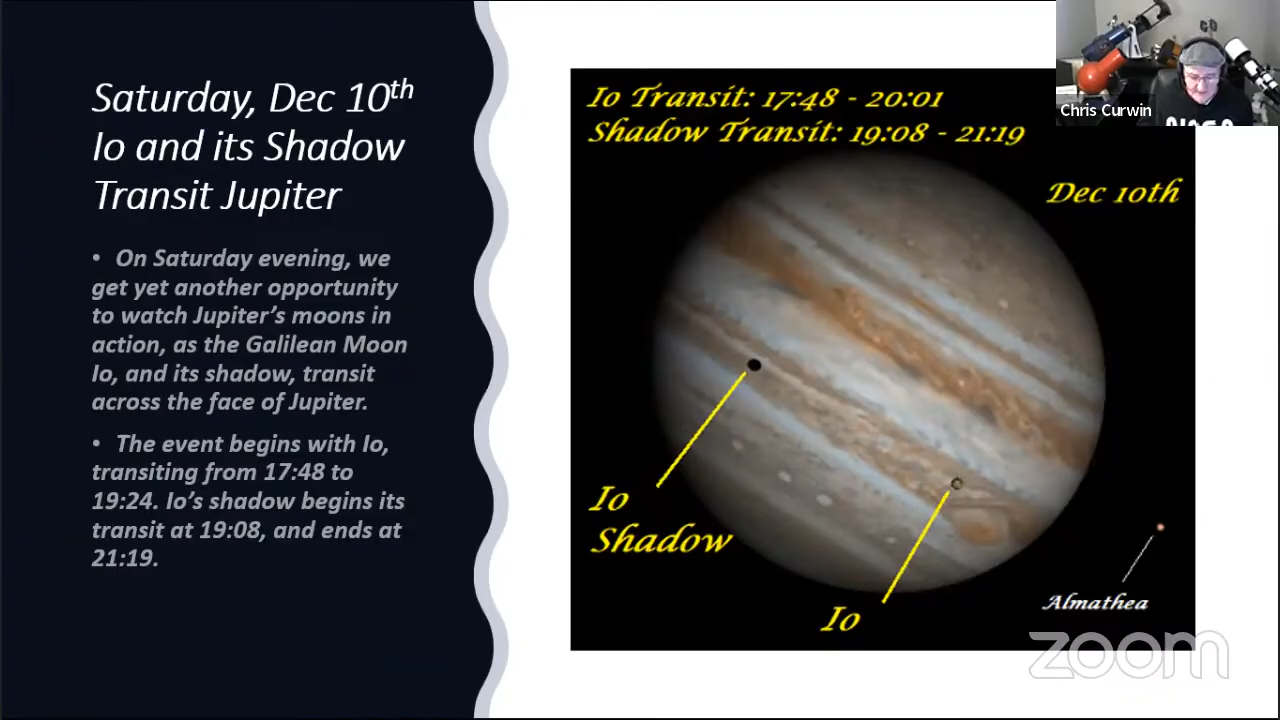 Saturday, Dec 10th
Io and its Shadow
Transit Jupiter
• On Saturday evening, we
get yet another opportunity
to watch Jupiter's moons in
action, as the Galilean Moon
Io, and its shadow, transit
across the face of Jupiter.
• The event begins with Io,
transiting from 17:48 to
19:24. Io's shadow begins its
transit at 19:08, and ends at
21:19.
Io Transit: 17:48 - 20:01
Shadow Transit: 19:08 - 21:19
Dec 10th
Io
Shadow
Io
Almathea
Chris Curwin
zoom